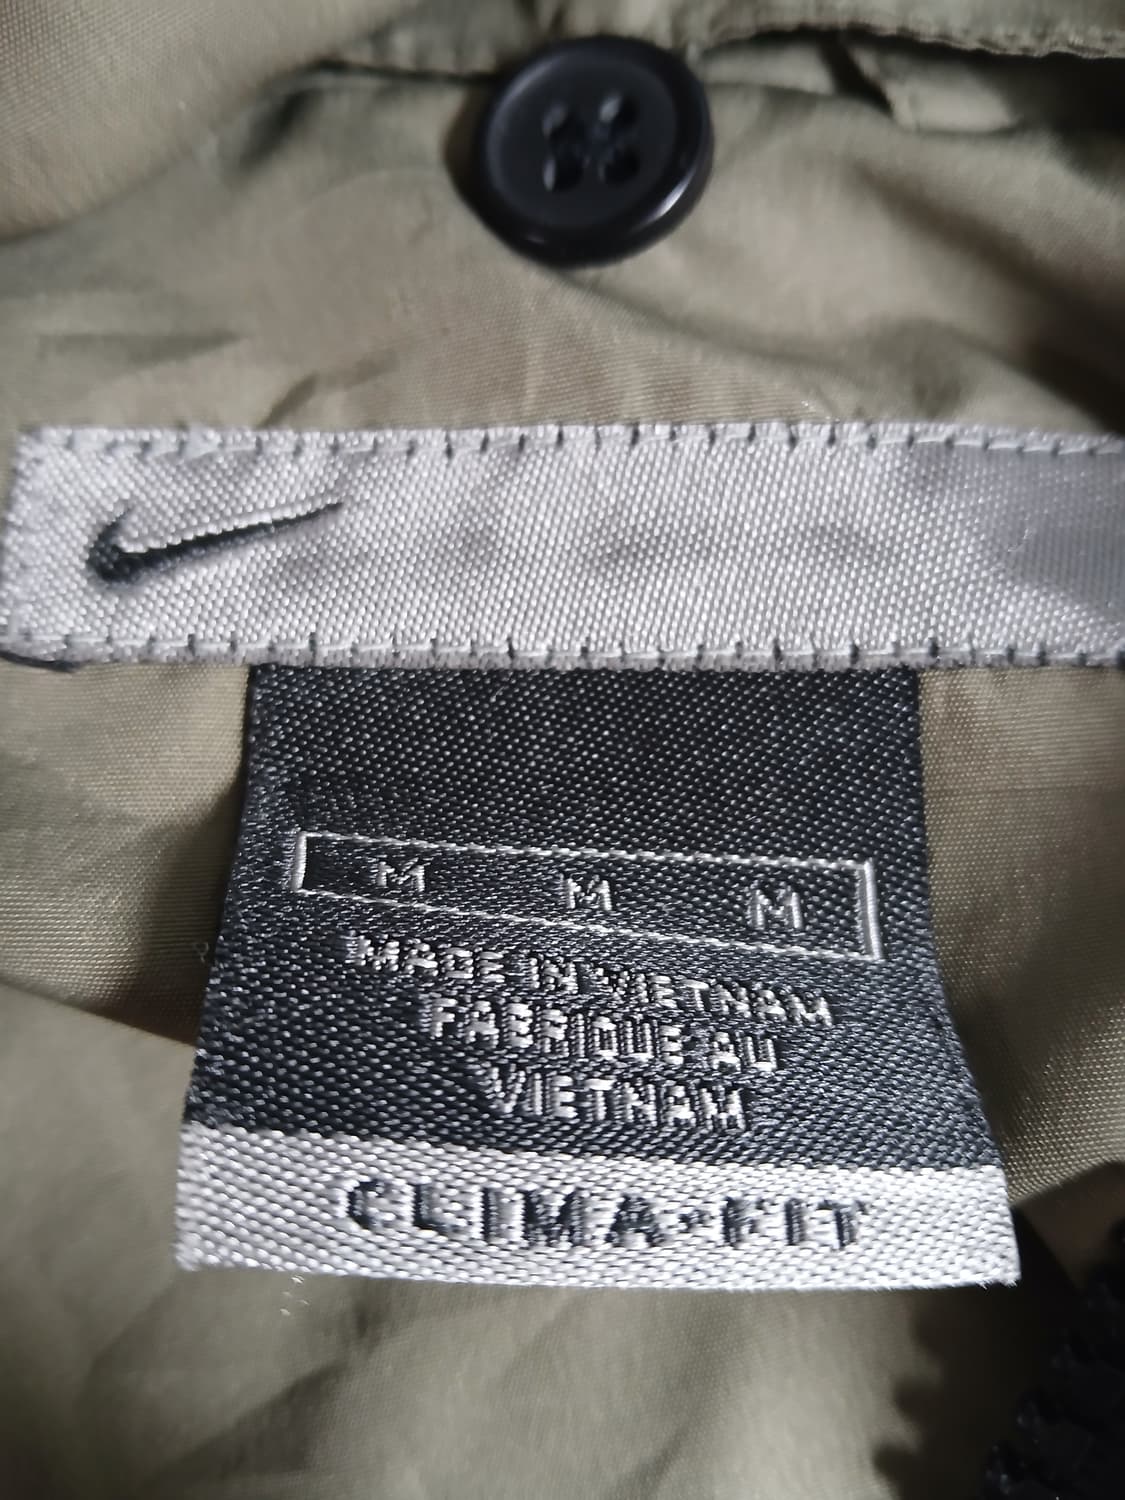 M M M
MADE IN VIETNAM
FABRIQUE AU
VIETNAM
CLIMA-FIT